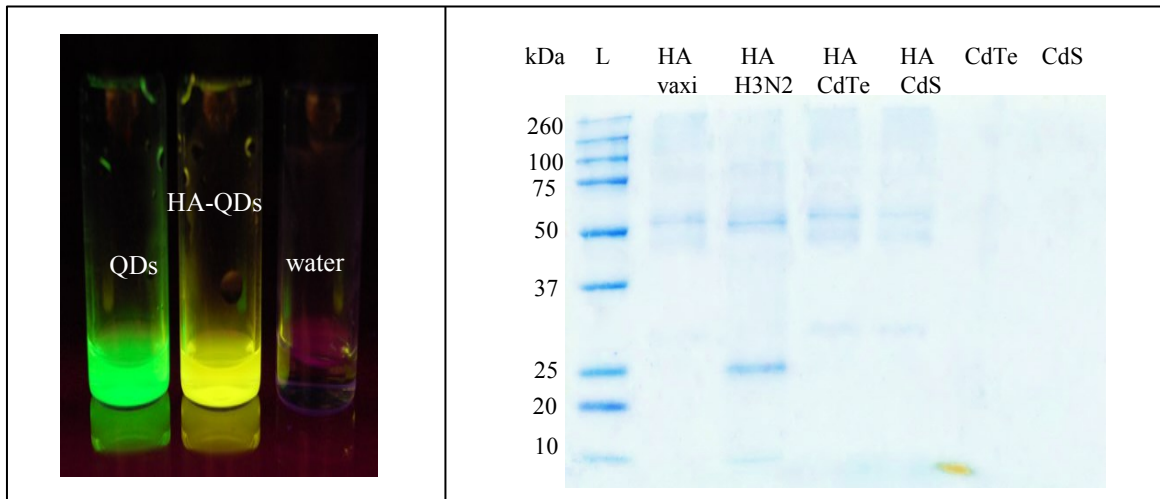 HA-QDs
QDs
water
kDa L HA HA HA HA CdTe CdS
vaxi H3N2 CdTe CdS
260
100
75
50
37
25
20
10